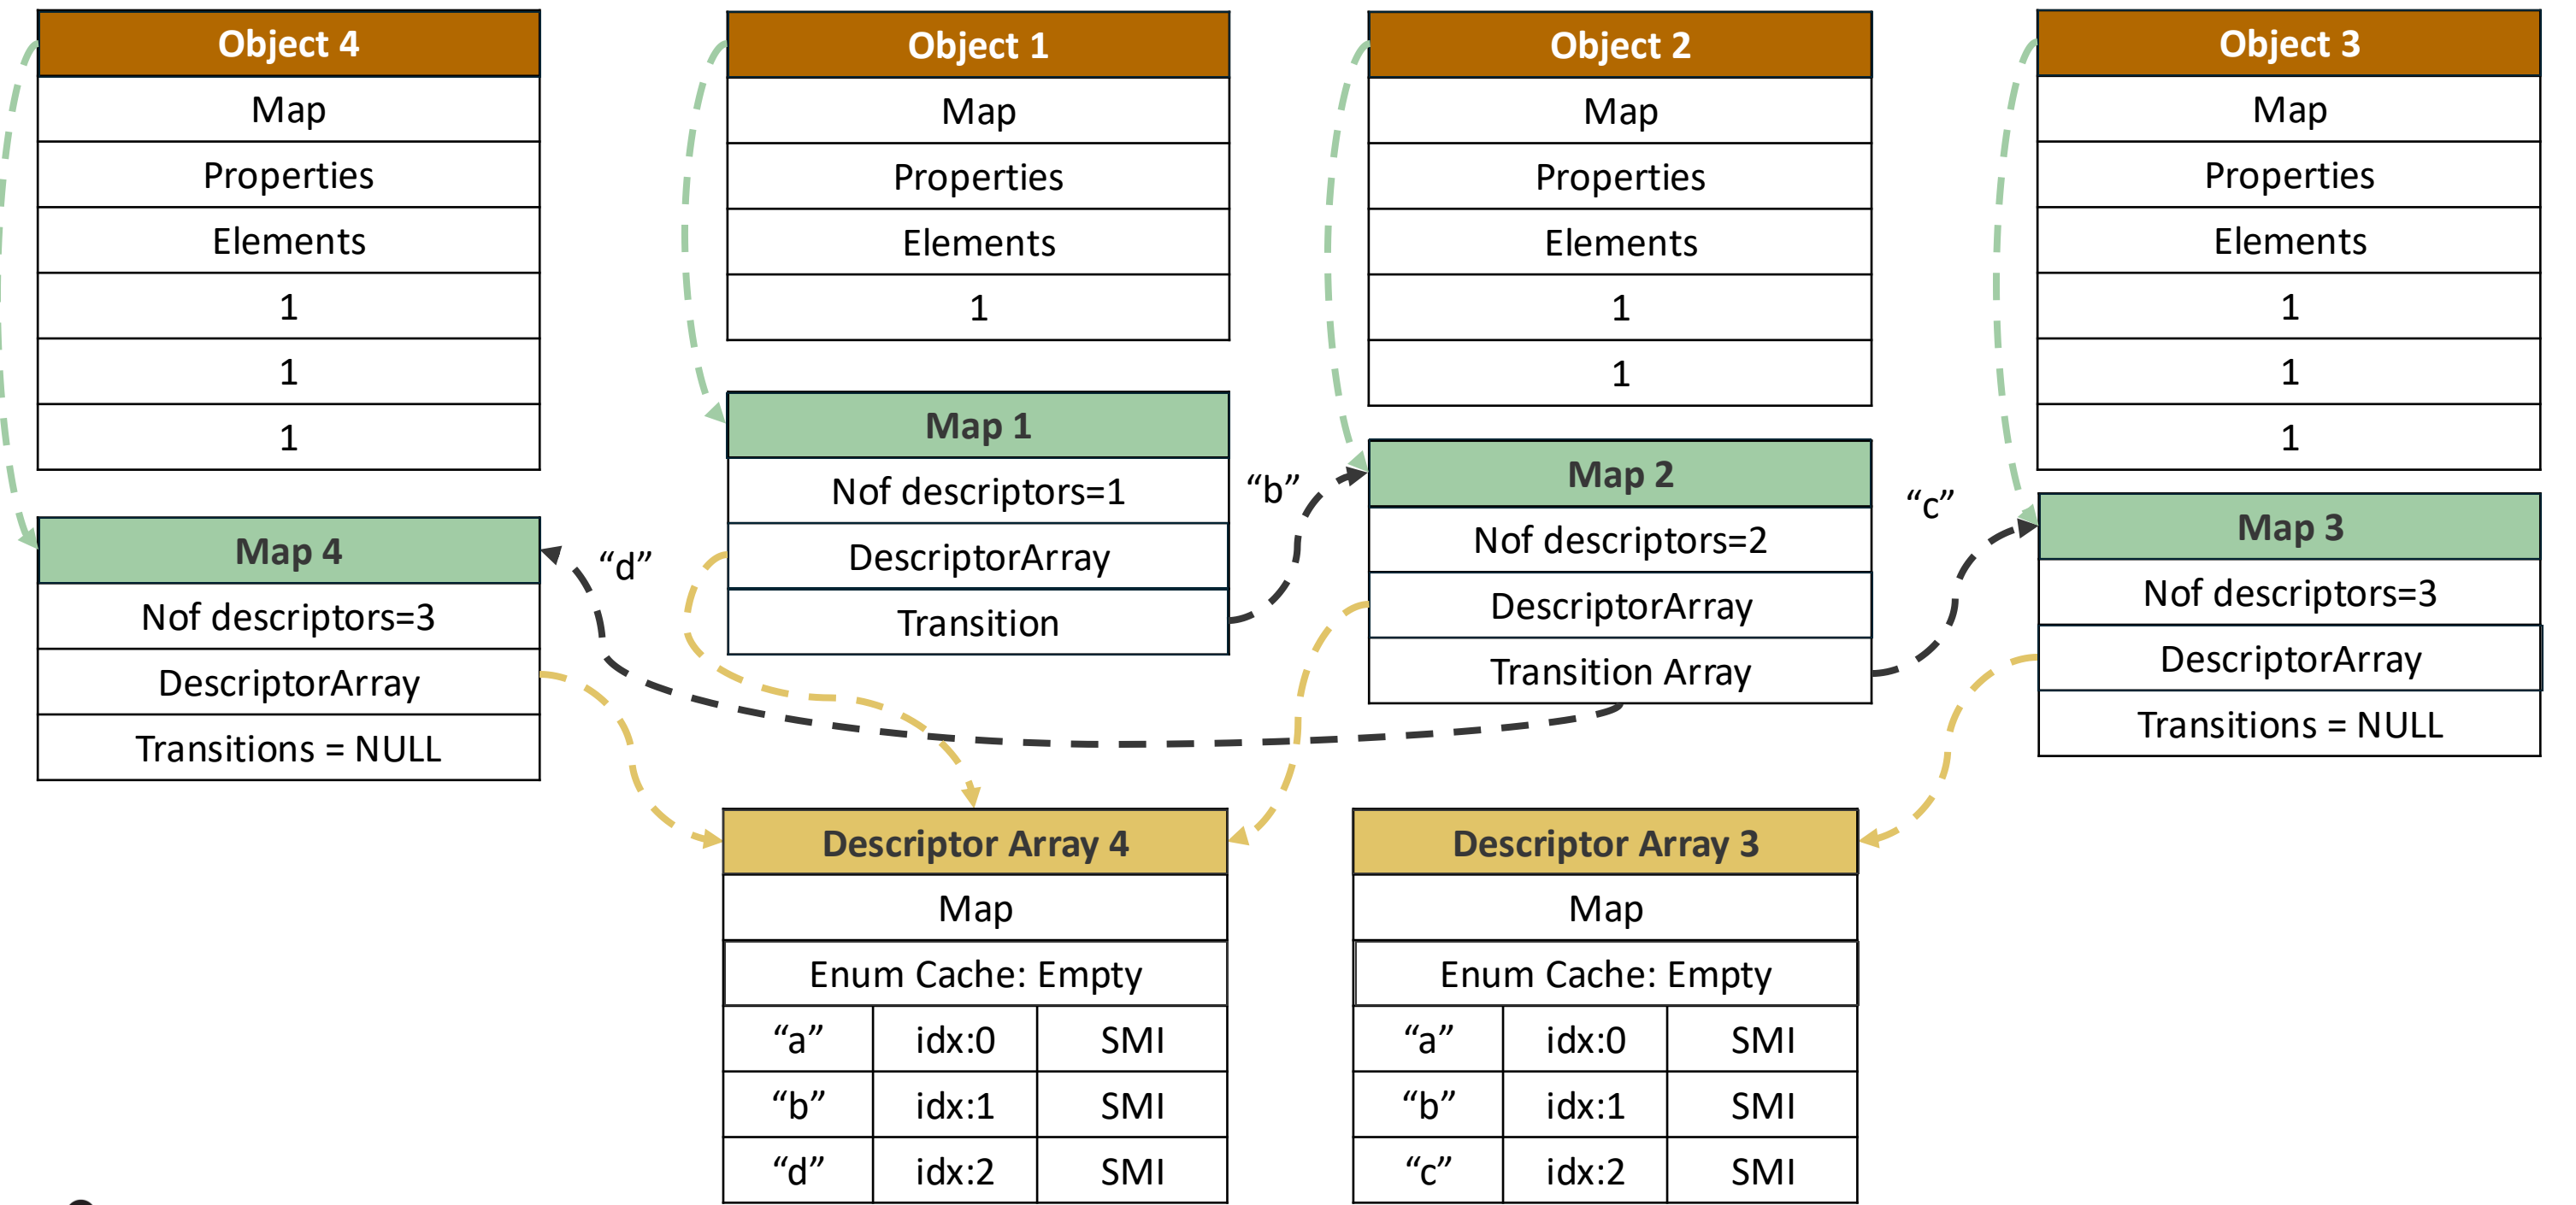 Object 4
Map
Properties
Elements
1
1
1
Object 1
Map
Properties
Elements
1
Object 2
Map
Properties
Elements
1
1
Object 3
Map
Properties
Elements
1
1
1
Map 4
Nof descriptors=3
DescriptorArray
Transitions = NULL
“d”
Map 1
Nof descriptors=1
DescriptorArray
Transition
“b”
Map 2
Nof descriptors=2
DescriptorArray
Transition Array
“c”
Map 3
Nof descriptors=3
DescriptorArray
Transitions = NULL
Descriptor Array 4
Map
Enum Cache: Empty
“a” idx:0 SMI
“b” idx:1 SMI
“d” idx:2 SMI
Descriptor Array 3
Map
Enum Cache: Empty
“a” idx:0 SMI
“b” idx:1 SMI
“c” idx:2 SMI